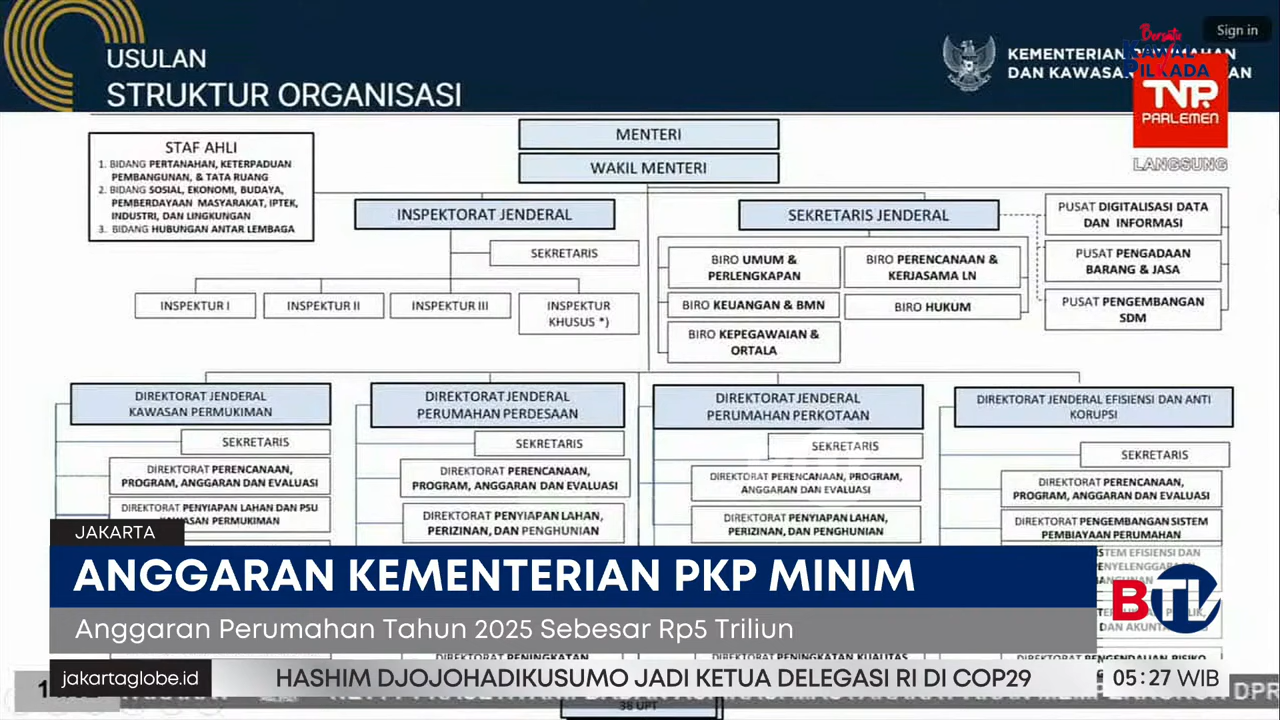 USULAN
STRUKTUR ORGANISASI
Sign in
Bersatu
KAWAL
PILKADA
KEMENTERIAN
DAN KAWASAN
TVR
PARLEMEN
LANGSUNG
MENTERI
WAKIL MENTERI
STAF AHLI
1. BIDANG PERTANAHAN, KETERPADUAN
PEMBANGUNAN, & TATA RUANG
2. BIDANG SOSIAL, EKONOMI, BUDAYA,
PEMBERDAYAAN MASYARAKAT, IPTEK,
INDUSTRI, DAN LINGKUNGAN
3. BIDANG HUBUNGAN ANTAR LEMBAGA
INSPEKTORAT JENDERAL
SEKRETARIS
INSPEKTUR I
INSPEKTUR II
INSPEKTUR III
INSPEKTUR
KHUSUS *)
SEKRETARIS JENDERAL
BIRO UMUM &
PERLENGKAPAN
BIRO PERENCANAAN &
KERJASAMA LN
BIRO KEUANGAN & BMN
BIRO HUKUM
BIRO KEPEGAWAIAN &
ORTALA
PUSAT DIGITALISASI DATA
DAN INFORMASI
PUSAT PENGADAAN
BARANG & JASA
PUSAT PENGEMBANGAN
SDM
DIREKTORAT JENDERAL
KAWASAN PERMUKIMAN
SEKRETARIS
DIREKTORAT PERENCANAAN,
PROGRAM, ANGGARAN DAN EVALUASI
DIREKTORAT PENYIAPAN LAHAN DAN PSU
KAWASAN PERMUKIMAN
DIREKTORAT JENDERAL
PERUMAHAN PERDESAAN
SEKRETARIS
DIREKTORAT PERENCANAAN,
PROGRAM, ANGGARAN DAN EVALUASI
DIREKTORAT PENYIAPAN LAHAN,
PERIZINAN, DAN PENGHUNIAN
DIREKTORAT JENDERAL
PERUMAHAN PERKOTAAN
SEKRETARIS
DIREKTORAT PERENCANAAN, PROGRAM,
ANGGARAN DAN EVALUASI
DIREKTORAT PENYIAPAN LAHAN,
PERIZINAN, DAN PENGHUNIAN
DIREKTORAT JENDERAL EFISIENSI DAN ANTI
KORUPSI
SEKRETARIS
DIREKTORAT PERENCANAAN,
PROGRAM, ANGGARAN DAN EVALUASI
DIREKTORAT PENGEMBANGAN SISTEM
PEMBIAYAAN PERUMAHAN
EFISIENSI DAN
JAKARTA
ANGGARAN KEMENTERIAN PKP MINIM
Anggaran Perumahan Tahun 2025 Sebesar Rp5 Triliun
BTV
jakartaglobe.id
HASHIM DJOJOHADIKUSUMO JADI KETUA DELEGASI RI DI COP29
05:27 WIB
38 UPT